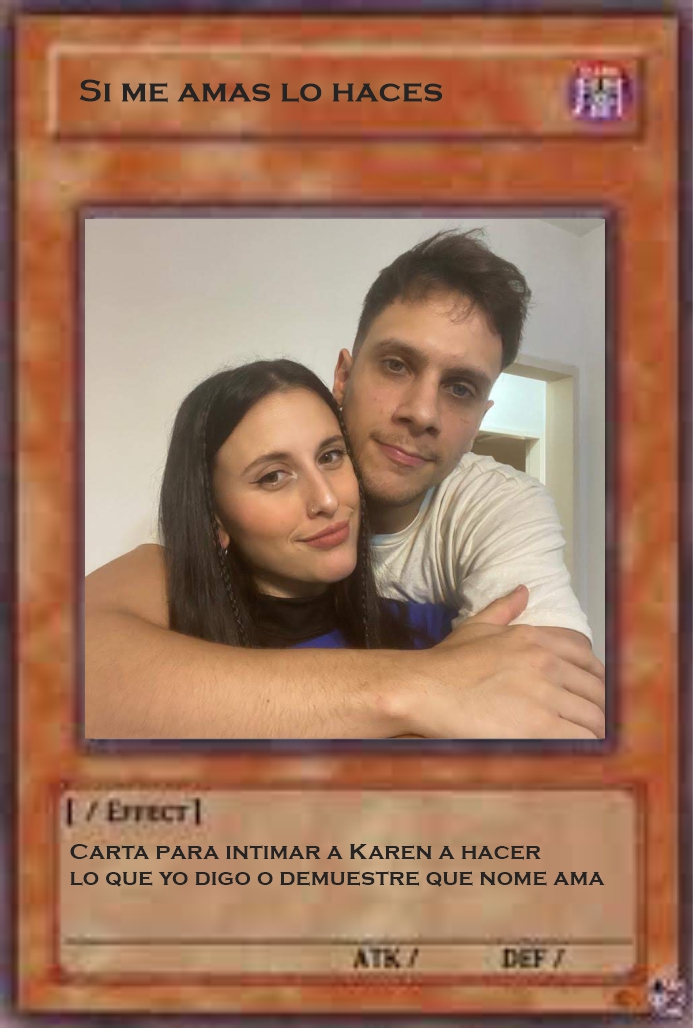 Si me amas lo haces
[ / Effect]
Carta para intimar a Karen a hacer
lo que yo digo o demuestre que nome ama
ATK / DEF /